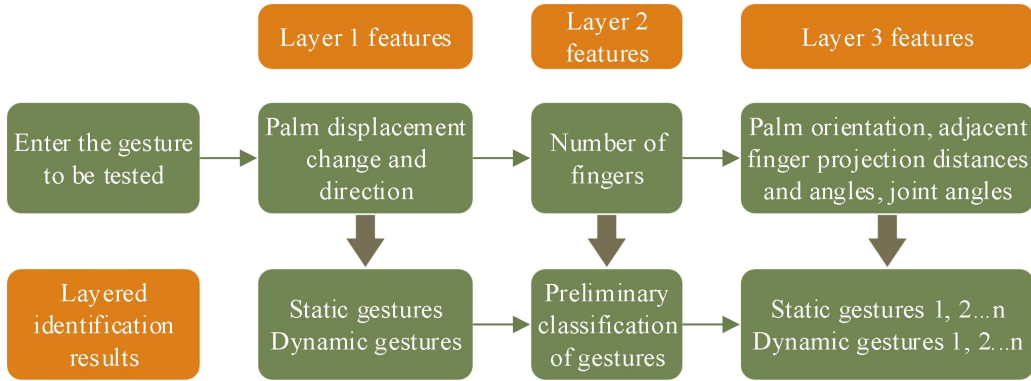 Layer 1 features
Layer 2
features
Layer 3 features
Enter the gesture
to be tested
Palm displacement
change and
direction
Number of
fingers
Palm orientation, adjacent
finger projection distances
and angles, joint angles
Layered
identification
results
Static gestures
Dynamic gestures
Preliminary
classification
of gestures
Static gestures 1, 2...n
Dynamic gestures 1, 2...n